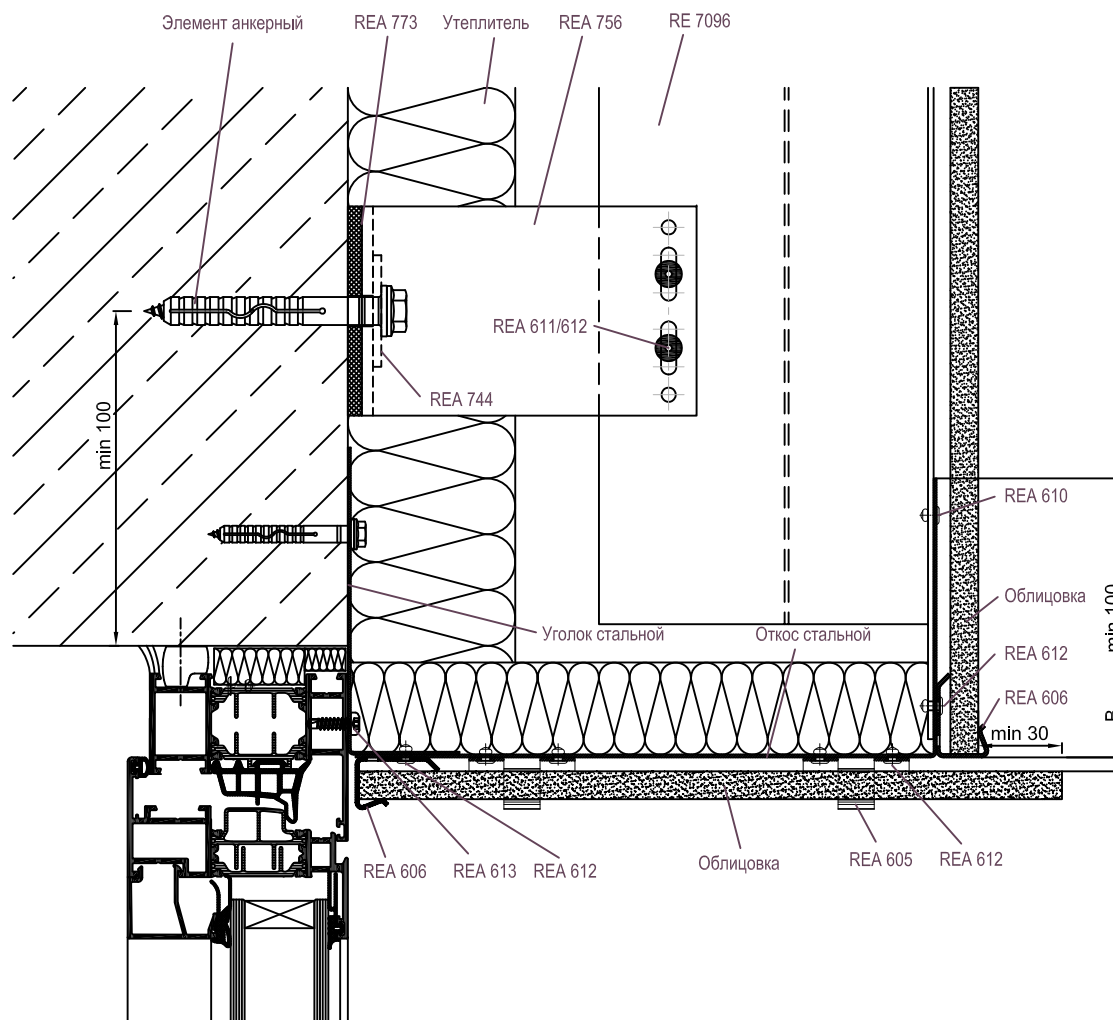 Элемент анкерный
REA 773
Утеплитель
REA 756
RE 7096
REA 611/612
REA 744
min 100
REA 610
Облицовка
min 100
Уголок стальной
Откос стальной
REA 612
REA 606
min 30
B
REA 606
REA 613
REA 612
Облицовка
REA 605
REA 612